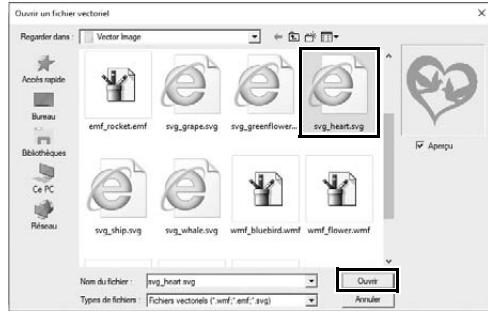 Ouvrir un fichier vectoriel
Regarder dans : Vector Image
Accès rapide
Bureau
Bibliothèques
Ce PC
Réseau
emf_rocket.emf svg_grape.svg svg_greenflower... svg_heart.svg
svg_ship.svg svg_whale.svg wmf_bluebird.wmf wmf_flower.wmf
Aperçu
Nom du fichier : svg_heart svg Ouvrir
Types de fichiers : Fichiers vectoriels (*.wmf;*.emf;*.svg) Annuler